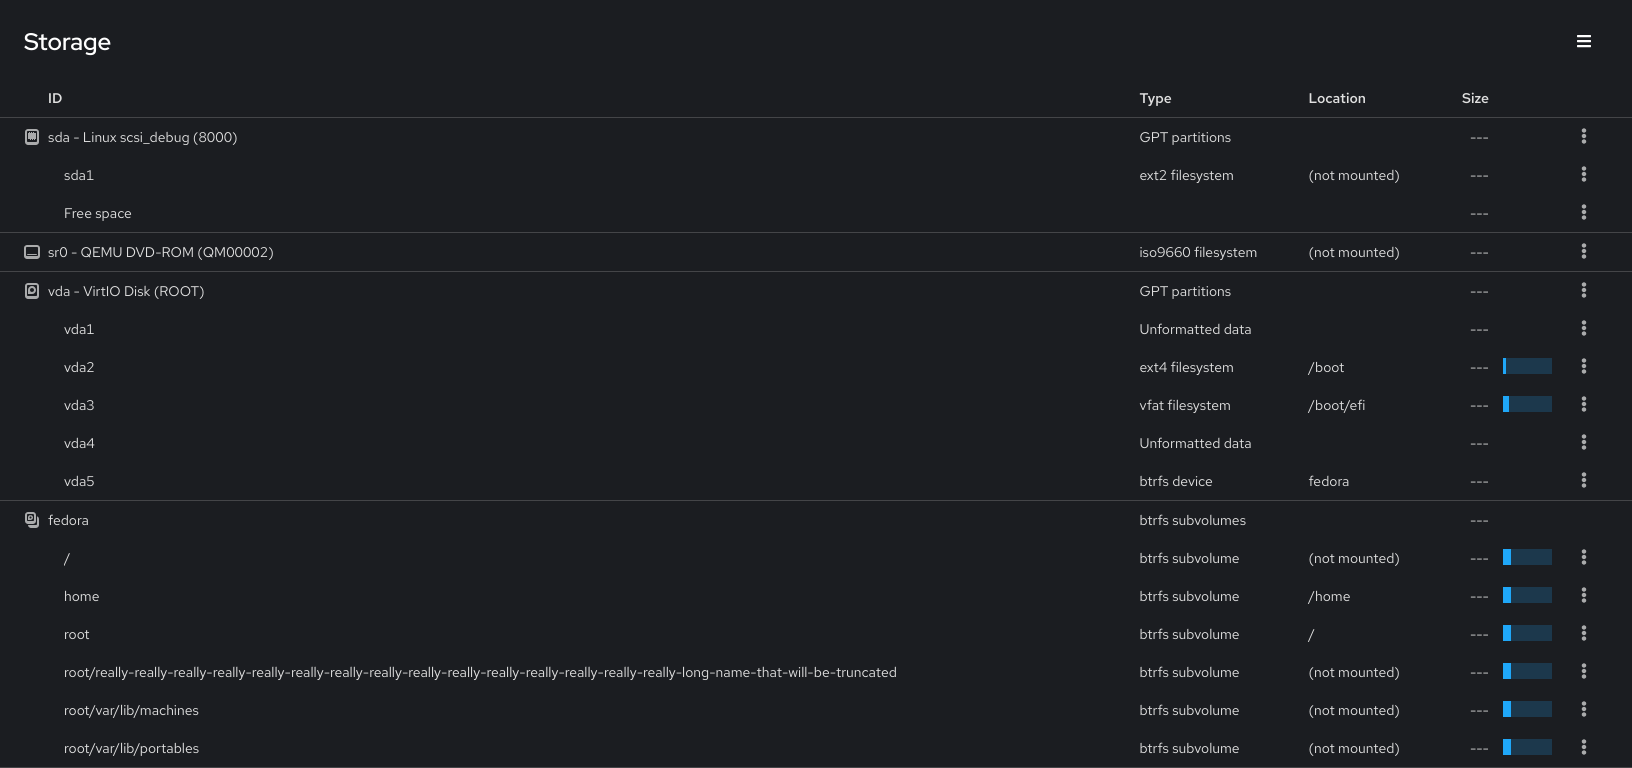 Storage
ID Type Location Size
sda - Linux scsi_debug (8000) GPT partitions ---
sda1 ext2 filesystem (not mounted) ---
Free space ---
sr0 - QEMU DVD-ROM (QM00002) iso9660 filesystem (not mounted) ---
vda - VirtIO Disk (ROOT) GPT partitions ---
vda1 Unformatted data ---
vda2 ext4 filesystem /boot ---
vda3 vfat filesystem /boot/efi ---
vda4 Unformatted data ---
vda5 btrfs device fedora ---
fedora btrfs subvolumes ---
/ btrfs subvolume (not mounted) ---
home btrfs subvolume /home ---
root btrfs subvolume / ---
root/really-really-really-really-really-really-really-really-really-really-really-really-really-really-really-long-name-that-will-be-truncated btrfs subvolume (not mounted) ---
root/var/lib/machines btrfs subvolume (not mounted) ---
root/var/lib/portables btrfs subvolume (not mounted) ---